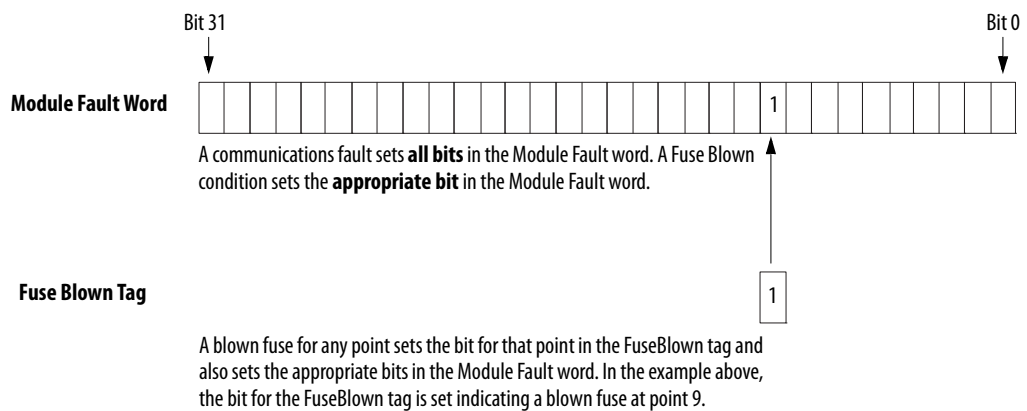 Bit 31 Bit 0
Module Fault Word 1
A communications fault sets all bits in the Module Fault word. A Fuse Blown
condition sets the appropriate bit in the Module Fault word.
Fuse Blown Tag 1
A blown fuse for any point sets the bit for that point in the FuseBlown tag and
also sets the appropriate bits in the Module Fault word. In the example above,
the bit for the FuseBlown tag is set indicating a blown fuse at point 9.